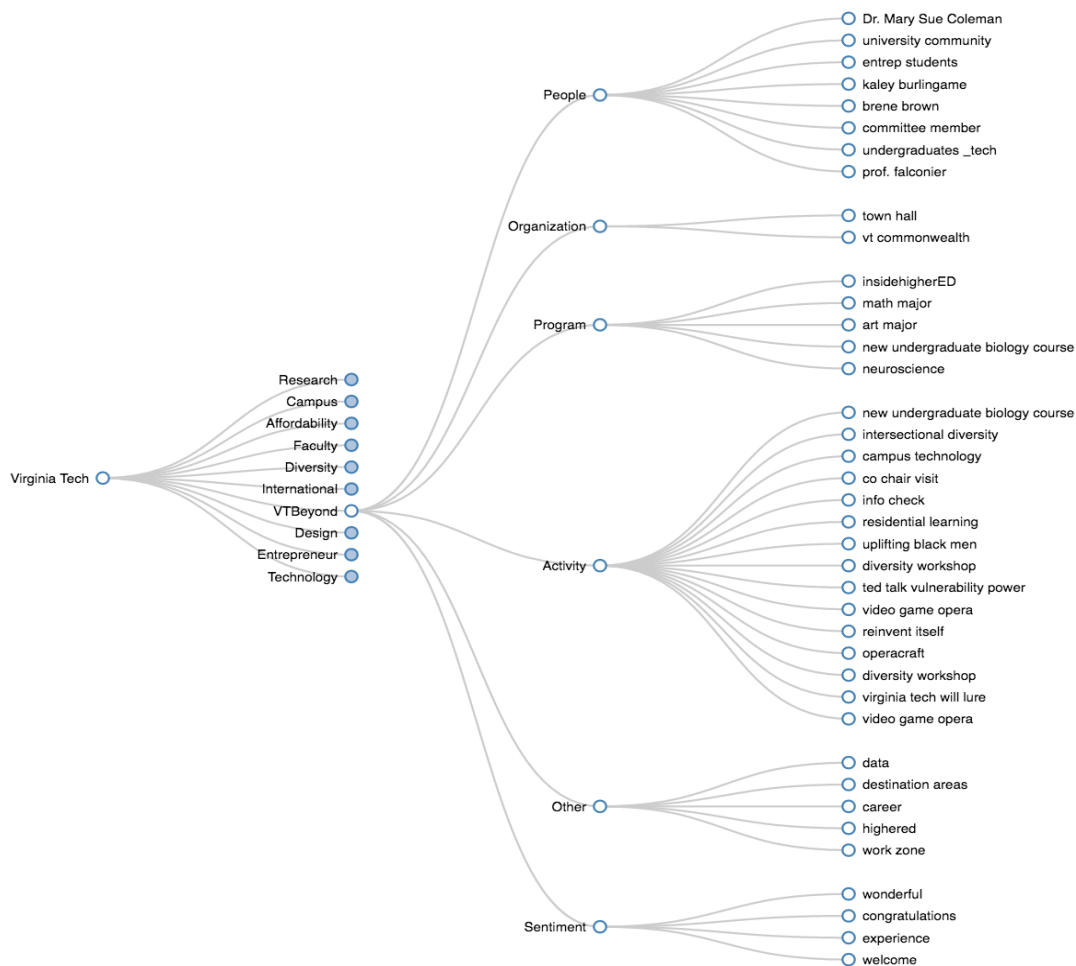 Virginia Tech
Research
Campus
Affordability
Faculty
Diversity
International
VTBeyond
Design
Entrepreneur
Technology
People
Dr. Mary Sue Coleman
university community
entrep students
kaley burlingame
brene brown
committee member
undergraduates _tech
prof. falconier
Organization
town hall
vt commonwealth
Program
insidehigherED
math major
art major
new undergraduate biology course
neuroscience
Activity
new undergraduate biology course
intersectional diversity
campus technology
co chair visit
info check
residential learning
uplifting black men
diversity workshop
ted talk vulnerability power
video game opera
reinvent itself
operacraft
diversity workshop
virginia tech will lure
video game opera
Other
data
destination areas
career
highered
work zone
Sentiment
wonderful
congratulations
experience
welcome